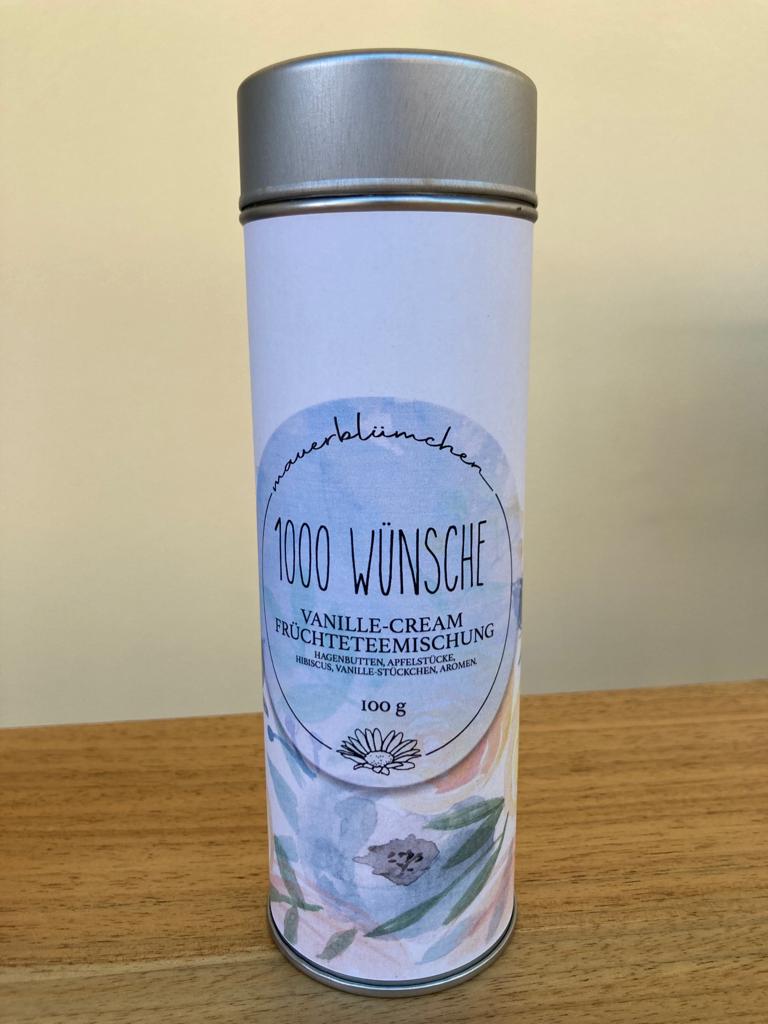 mauerblümchen
1000 WÜNSCHE
VANILLE-CREAM
FRÜCHTETEEMISCHUNG
HAGENBUTTEN, APFELSTÜCKE,
HIBISCUS, VANILLE-STÜCKCHEN, AROMEN.
100 g